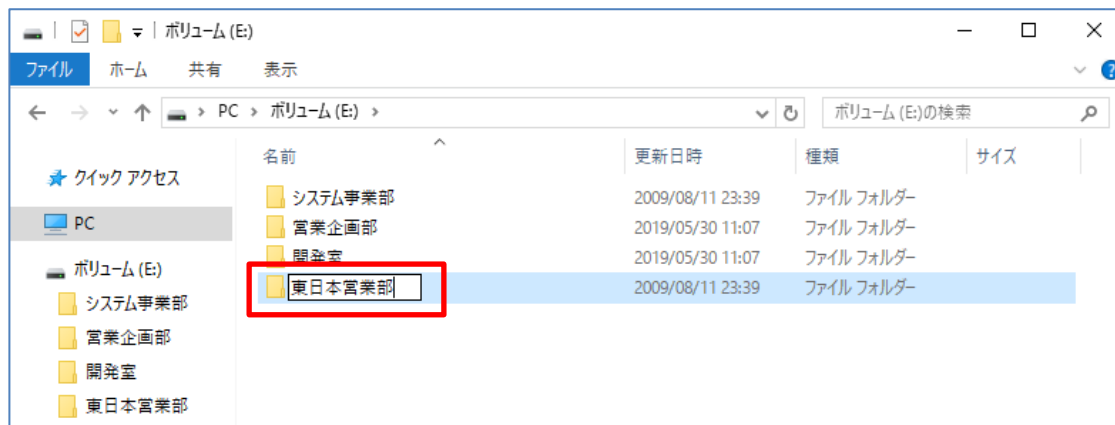 ボリューム (E:)
ファイル ホーム 共有 表示
PC ボリューム (E:) ボリューム (E:)の検索
名前 更新日時 種類 サイズ
クイック アクセス
システム事業部 2009/08/11 23:39 ファイル フォルダー
PC
営業企画部 2019/05/30 11:07 ファイル フォルダー
開発室 2019/05/30 11:07 ファイル フォルダー
ボリューム (E:)
東日本営業部 2009/08/11 23:39 ファイル フォルダー
システム事業部
営業企画部
開発室
東日本営業部